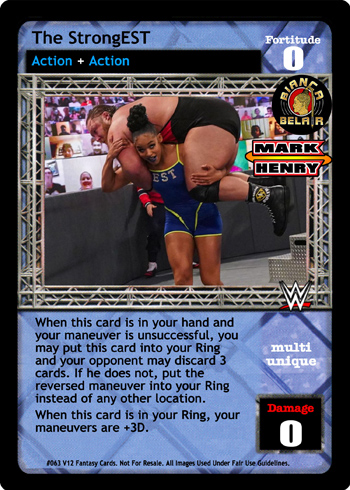 The StrongEST
Fortitude
0
Action + Action
BIANCA
BELAIR
MARK
HENRY
EST
W
When this card is in your hand and
your maneuver is unsuccessful, you
may put this card into your Ring
and your opponent may discard 3
cards. If he does not, put the
reversed maneuver into your Ring
instead of any other location.
When this card is in your Ring, your
maneuvers are +3D.
multi
unique
Damage
0
#063 V12 Fantasy Cards. Not For Resale. All Images Used Under Fair Use Guidelines.